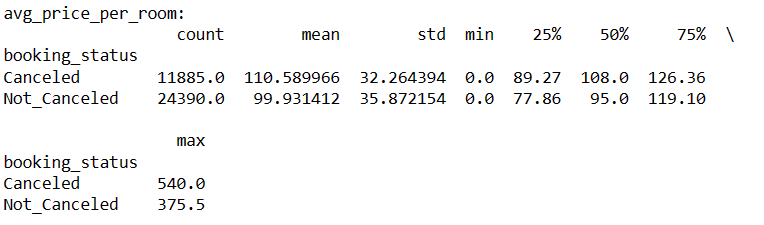 avg_price_per_room:
count mean std min 25% 50% 75% \
booking_status
Canceled 11885.0 110.589966 32.264394 0.0 89.27 108.0 126.36
Not_Canceled 24390.0 99.931412 35.872154 0.0 77.86 95.0 119.10
max
booking_status
Canceled 540.0
Not_Canceled 375.5